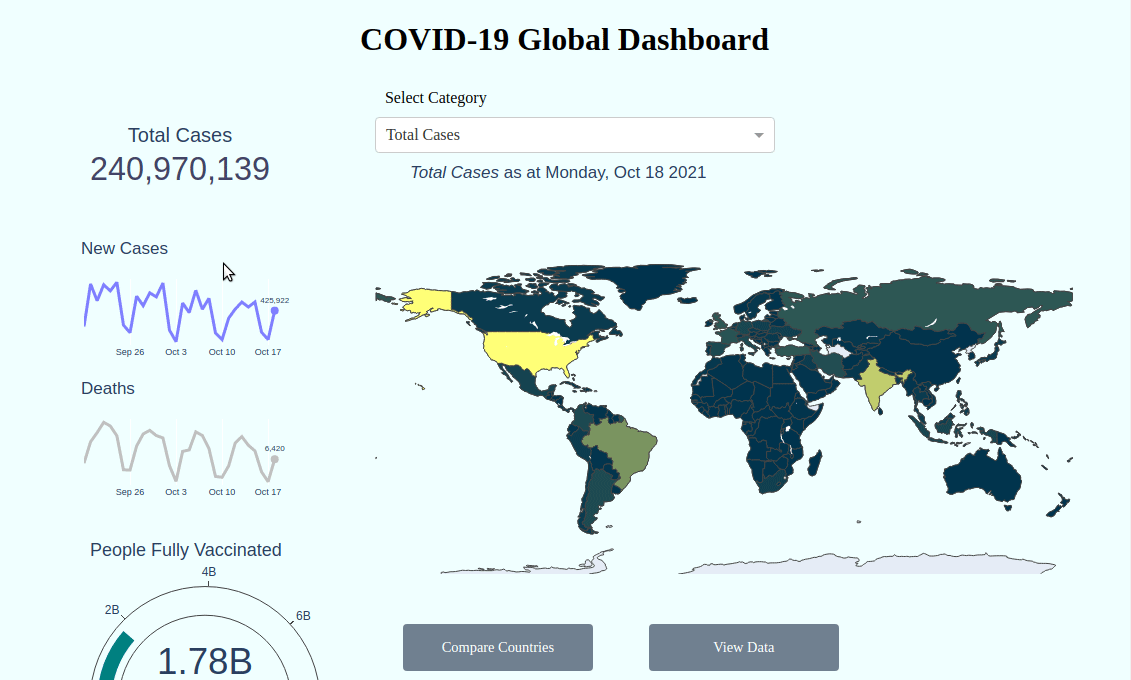 COVID-19 Global Dashboard
Select Category
Total Cases
Total Cases as at Monday, Oct 18 2021
Total Cases
240,970,139
New Cases
425,922
Sep 26 Oct 3 Oct 10 Oct 17
Deaths
6,420
Sep 26 Oct 3 Oct 10 Oct 17
People Fully Vaccinated
4B
2B 6B
1.78B
Compare Countries View Data